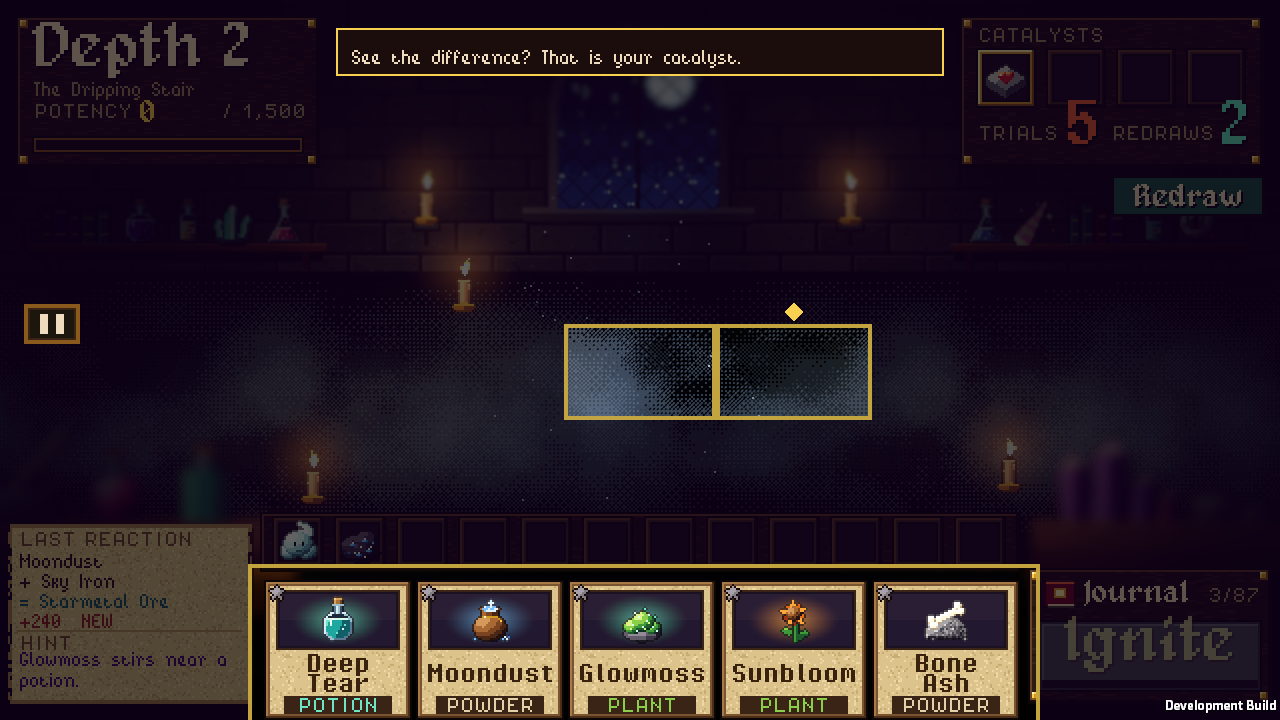 Depth 2
The Dripping Stair
POTENCY 0 / 1,500
See the difference? That is your catalyst.
CATALYSTS
TRIALS 5 REDRAWS 2
Redraw
LAST REACTION
Moondust
+ Sky Iron
= Starmetal Ore
+240 NEW
HINT
Glowmoss stirs near a
potion.
Deep
Tear
POTION
Moondust
POWDER
Glowmoss
PLANT
Sunbloom
PLANT
Bone
Ash
POWDER
Journal 3/87
Ignite
Development Build